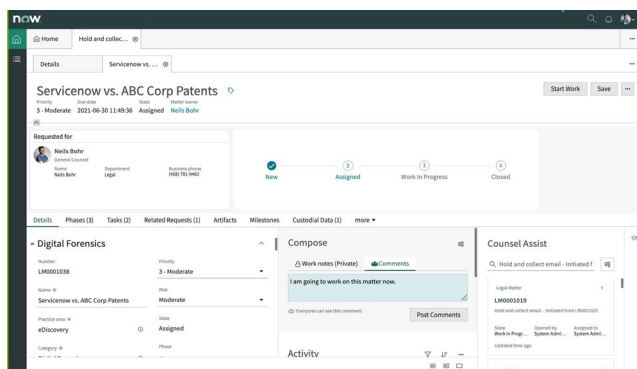 now
Home
Hold and collec...
Details
Servicenow vs. ...
Servicenow vs. ABC Corp Patents
Start Work
Save
Priority Due date State Matter owner
3 - Moderate 2021-06-30 11:49:36 Assigned Neils Bohr
Requested for
Neils Bohr
General Counsel
Name Department Business phone
Neils Bohr Legal (408) 781-9463
2 3 4
New Assigned Work In Progress Closed
Details Phases (3) Tasks (2) Related Requests (1) Artifacts Milestones Custodial Data (1) more
Digital Forensics
Number
LM0001038
Priority
3 - Moderate
Name
Servicenow vs. ABC Corp Patents
Risk
Moderate
Practice area
eDiscovery
State
Assigned
Category
Phase
Compose
Work notes (Private)
Comments
I am going to work on this matter now.
Everyone can see this comment
Post Comments
Activity
Counsel Assist
Hold and collect email - Initiated f
Legal Matter
LM0001019
Hold and collect email - Initiated from LR0001025
State Opened by Assigned to
Work in Progr... System Admi... System Admi...
Updated 3mo ago